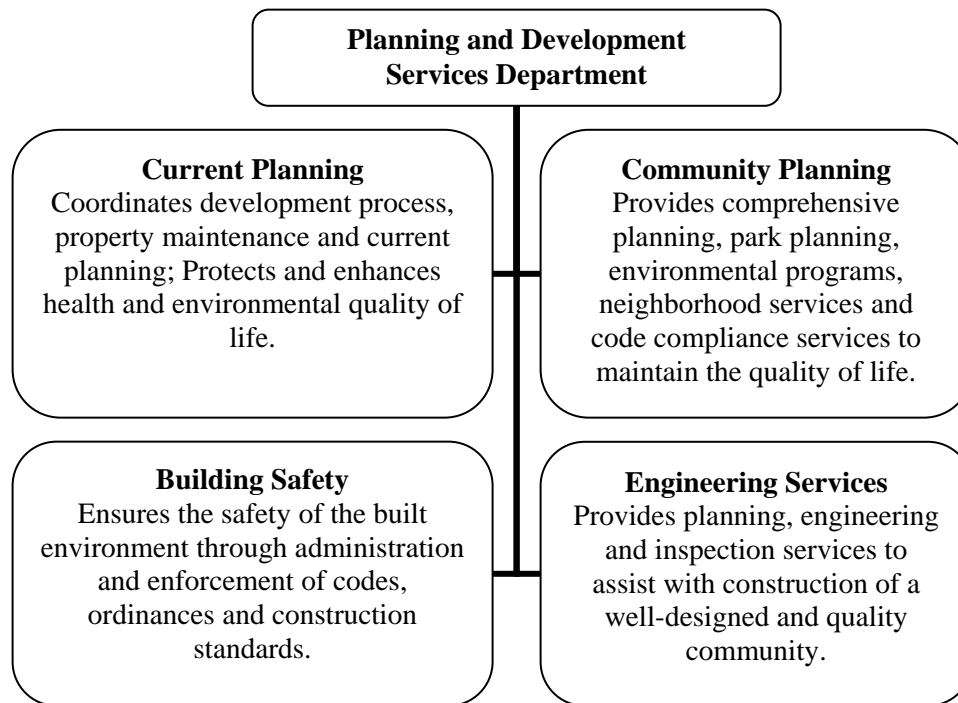 Planning and Development
Services Department
Current Planning
Coordinates development process,
property maintenance and current
planning; Protects and enhances
health and environmental quality of
life.
Community Planning
Provides comprehensive
planning, park planning,
environmental programs,
neighborhood services and
code compliance services to
maintain the quality of life.
Building Safety
Ensures the safety of the built
environment through administration
and enforcement of codes,
ordinances and construction
standards.
Engineering Services
Provides planning, engineering
and inspection services to
assist with construction of a
well-designed and quality
community.